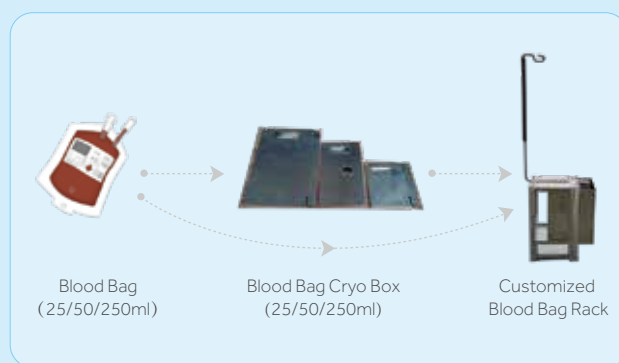 Blood Bag
(25/50/250ml)
Blood Bag Cryo Box
(25/50/250ml)
Customized
Blood Bag Rack